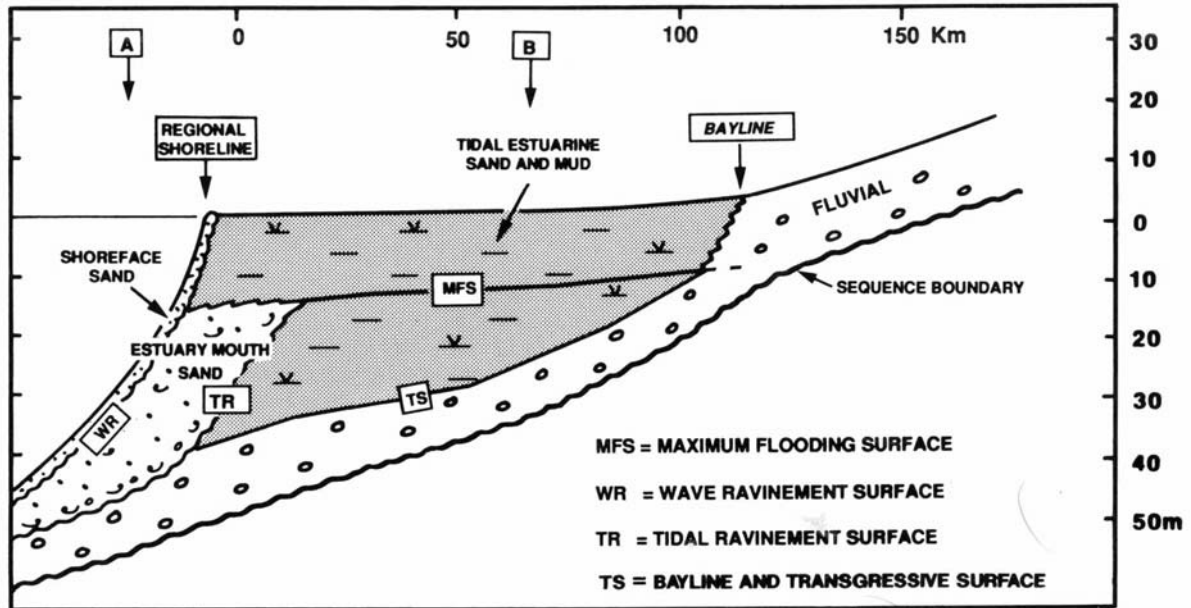 0 50 100 150 Km
30
A B
20
REGIONAL
SHORELINE
TIDAL ESTUARINE
SAND AND MUD
BAYLINE
10
FLUVIAL
0
SHOREFACE
SAND
MFS
10
SEQUENCE BOUNDARY
ESTUARY MOUTH
SAND
20
TR
TS
30
WR
MFS = MAXIMUM FLOODING SURFACE
40
WR = WAVE RAVINEMENT SURFACE
50m
TR = TIDAL RAVINEMENT SURFACE
TS = BAYLINE AND TRANSGRESSIVE SURFACE